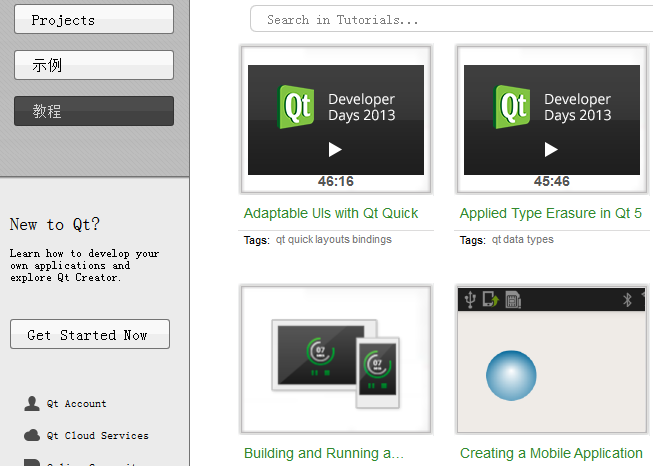 Projects
示例
教程
New to Qt?
Learn how to develop your
own applications and
explore Qt Creator.
Get Started Now
Qt Account
Qt Cloud Services
Search in Tutorials...
Qt Developer
Days 2013
46:16
Adaptable UIs with Qt Quick
Tags: qt quick layouts bindings
Qt Developer
Days 2013
45:46
Applied Type Erasure in Qt 5
Tags: qt data types
07
07
Building and Running a...
Creating a Mobile Application